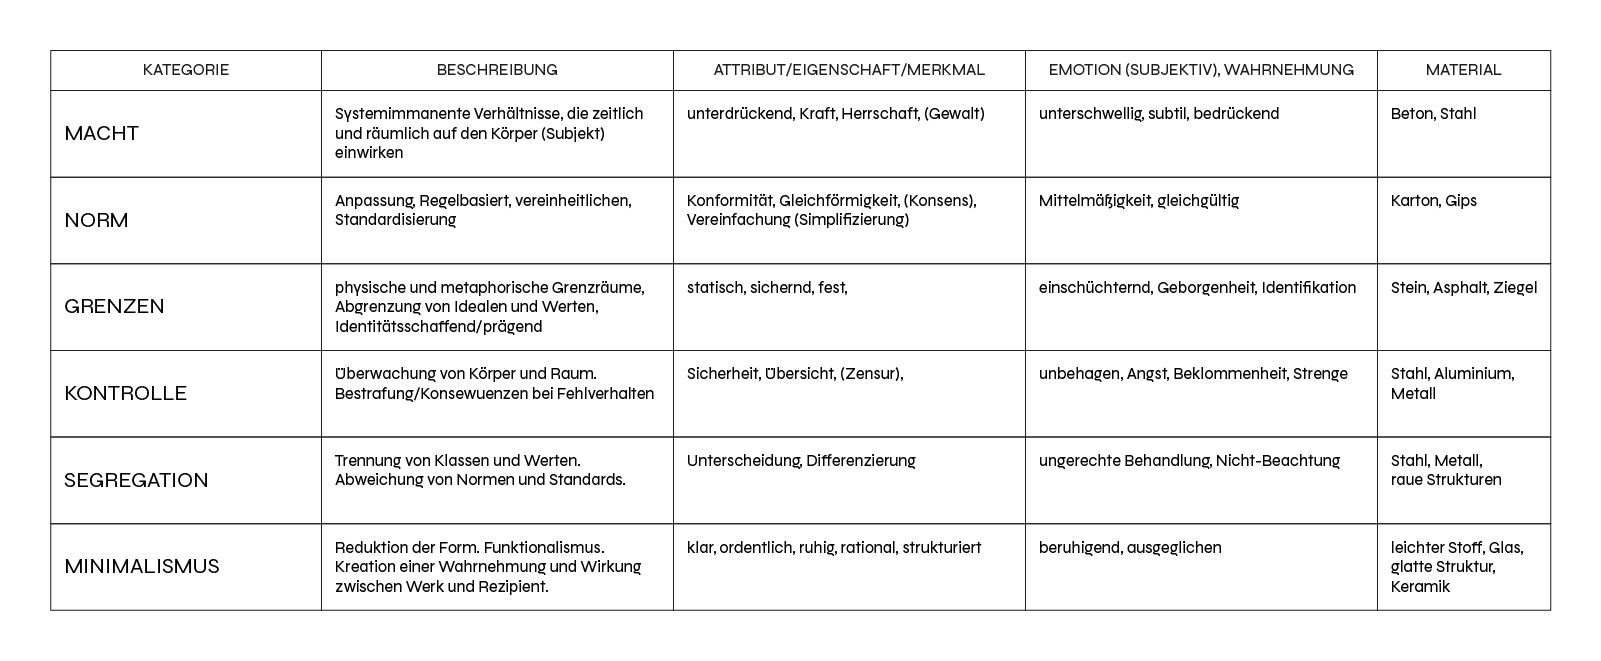 KATEGORIE
BESCHREIBUNG
ATTRIBUT/EIGENSCHAFT/MERKMAL
EMOTION (SUBJEKTIV), WAHRNEHMUNG
MATERIAL
MACHT
Systemimmanente Verhältnisse, die zeitlich
und räumlich auf den Körper (Subjekt)
einwirken
unterdrückend, Kraft, Herrschaft, (Gewalt)
unterschwellig, subtil, bedrückend
Beton, Stahl
NORM
Anpassung, Regelbasiert, vereinheitlichen,
Standardisierung
Konformität, Gleichförmigkeit, (Konsens),
Vereinfachung (Simplifizierung)
Mittelmäßigkeit, gleichgültig
Karton, Gips
GRENZEN
physische und metaphorische Grenzräume,
Abgrenzung von Idealen und Werten,
Identitätsschaffend/prägend
statisch, sichernd, fest,
einschüchternd, Geborgenheit, Identifikation
Stein, Asphalt, Ziegel
KONTROLLE
Überwachung von Körper und Raum.
Bestrafung/Konsewuenzen bei Fehlverhalten
Sicherheit, Übersicht, (Zensur),
unbehagen, Angst, Beklommenheit, Strenge
Stahl, Aluminium,
Metall
SEGREGATION
Trennung von Klassen und Werten.
Abweichung von Normen und Standards.
Unterscheidung, Differenzierung
ungerechte Behandlung, Nicht-Beachtung
Stahl, Metall,
raue Strukturen
MINIMALISMUS
Reduktion der Form. Funktionalismus.
Kreation einer Wahrnehmung und Wirkung
zwischen Werk und Rezipient.
klar, ordentlich, ruhig, rational, strukturiert
beruhigend, ausgeglichen
leichter Stoff, Glas,
glatte Struktur,
Keramik